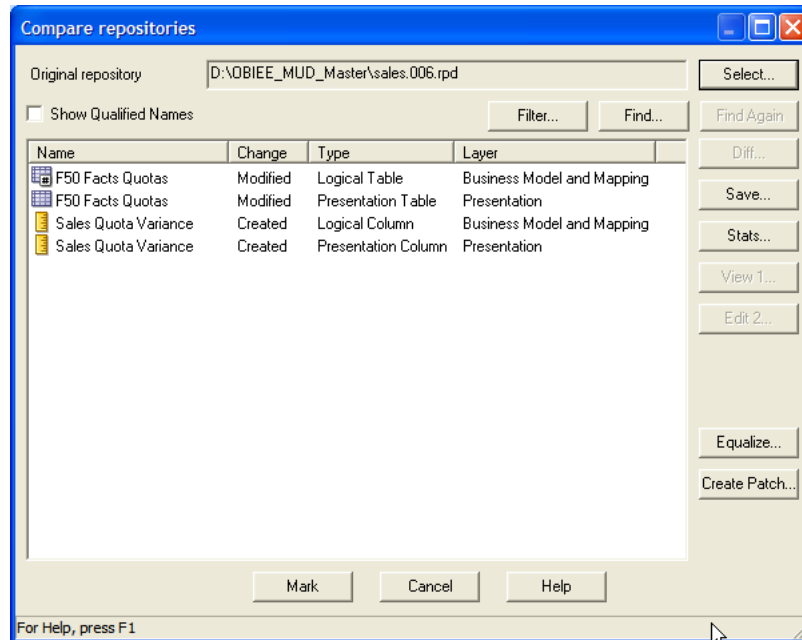 Compare repositories
Original repository D:\OBIEE_MUD_Master\sales.006.rpd Select...
Show Qualified Names Filter... Find... Find Again
Name Change Type Layer Diff...
F50 Facts Quotas Modified Logical Table Business Model and Mapping
F50 Facts Quotas Modified Presentation Table Presentation Save...
Sales Quota Variance Created Logical Column Business Model and Mapping
Sales Quota Variance Created Presentation Column Presentation Stats...
View 1...
Edit 2...
Equalize...
Create Patch...
Mark Cancel Help
For Help, press F1